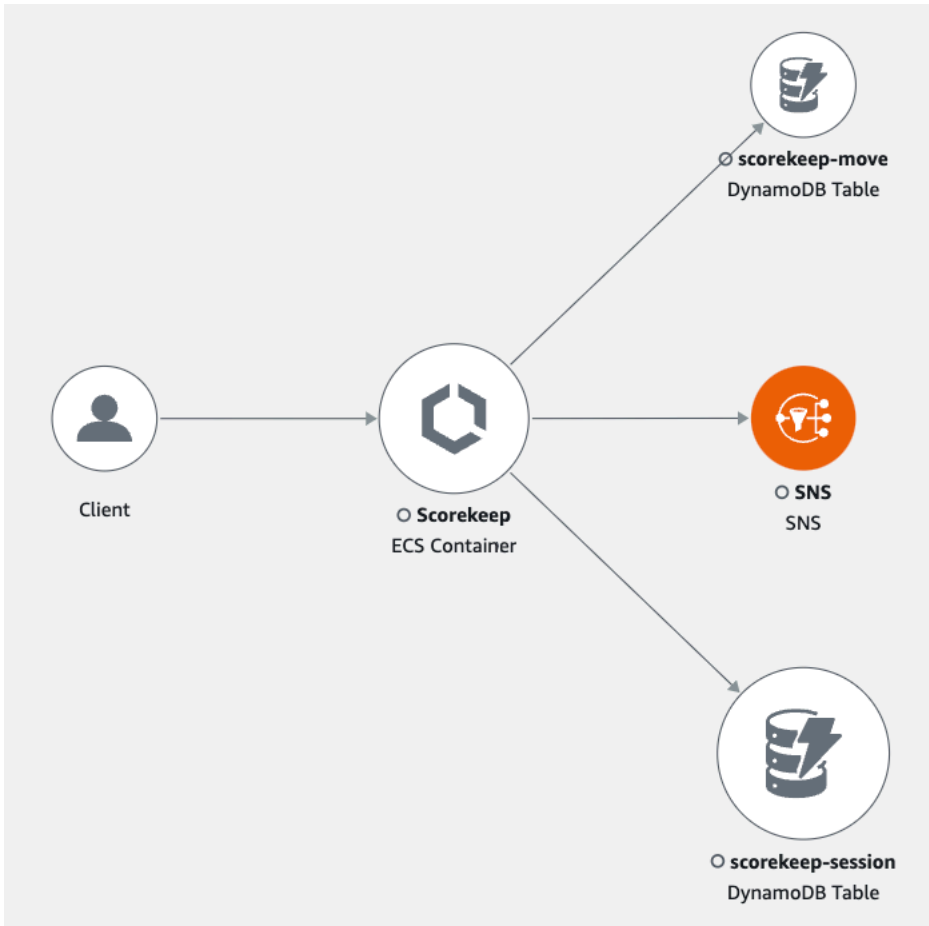 scorekeep-move
DynamoDB Table
Client
Scorekeep
ECS Container
SNS
SNS
scorekeep-session
DynamoDB Table